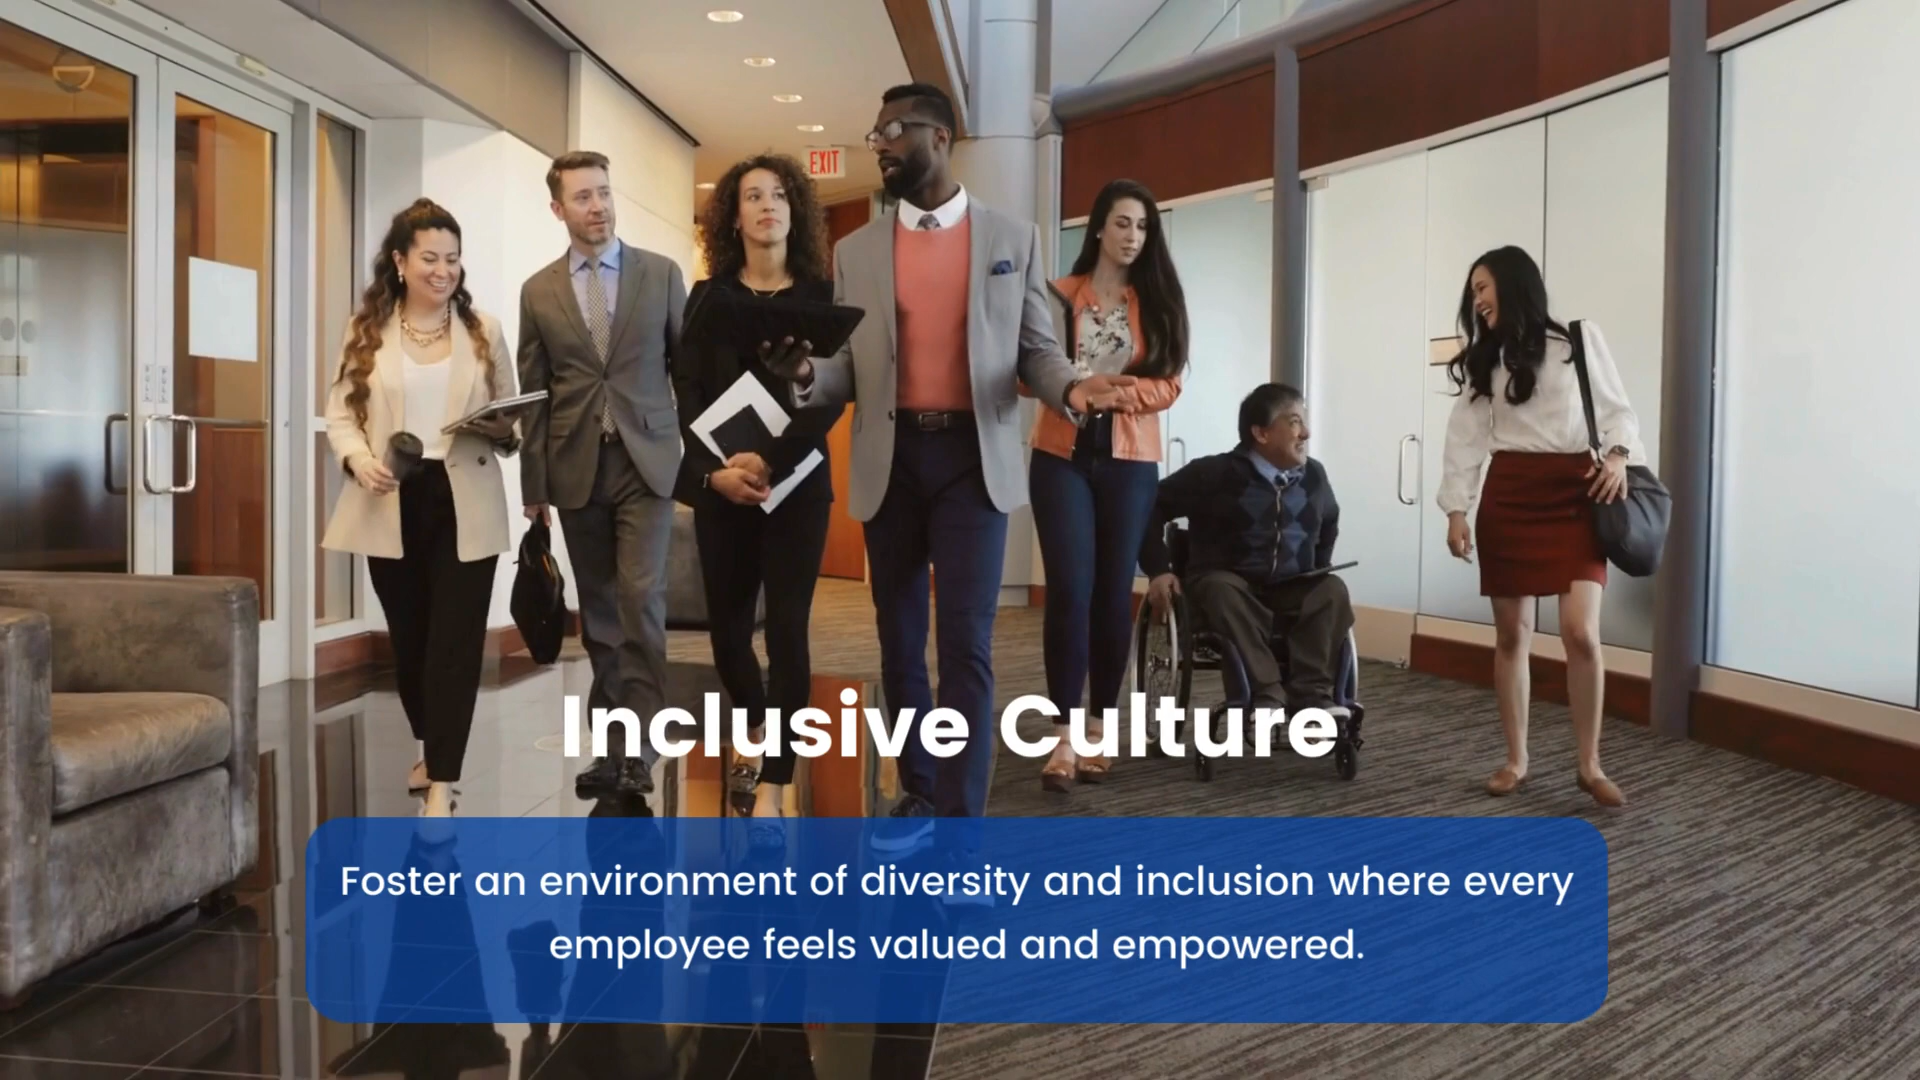 EXIT
Inclusive Culture
Foster an environment of diversity and inclusion where every
employee feels valued and empowered.